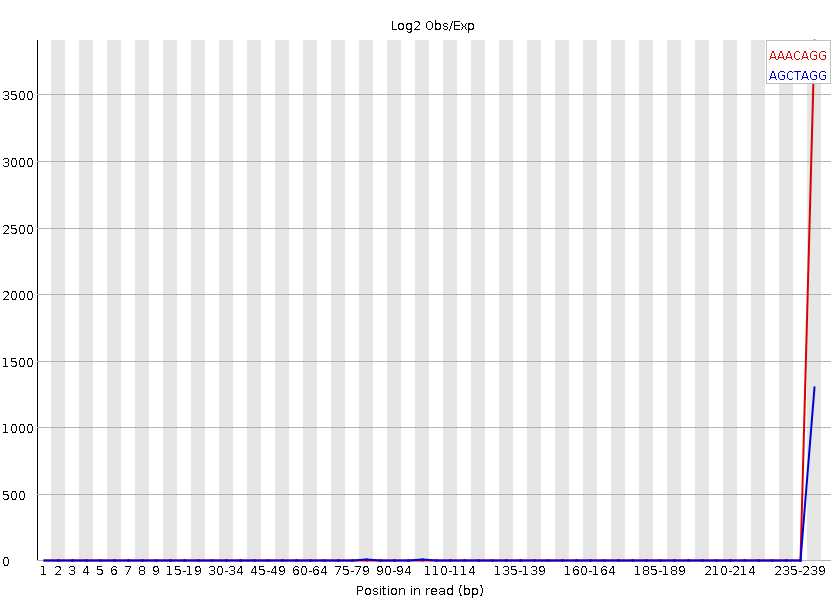 Log2 Obs/Exp
AAACAGG
AGCTAGG
3500
3000
2500
2000
1500
1000
500
0
1 2 3 4 5 6 7 8 9 15-19 30-34 45-49 60-64 75-79 90-94 110-114 135-139 160-164 185-189 210-214 235-239
Position in read (bp)